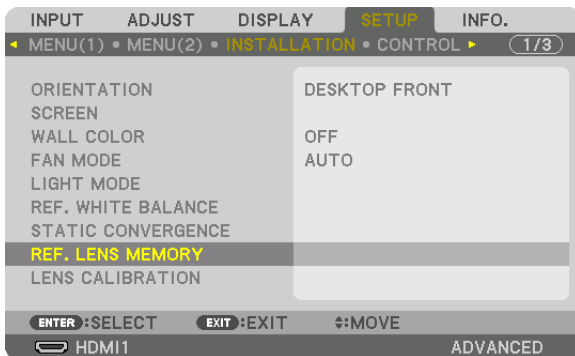 INPUT ADJUST DISPLAY SETUP INFO.
MENU(1) • MENU(2) • INSTALLATION • CONTROL 1/3
ORIENTATION DESKTOP FRONT
SCREEN
WALL COLOR OFF
FAN MODE AUTO
LIGHT MODE
REF. WHITE BALANCE
STATIC CONVERGENCE
REF. LENS MEMORY
LENS CALIBRATION
ENTER :SELECT EXIT :EXIT :MOVE
HDMI1 ADVANCED